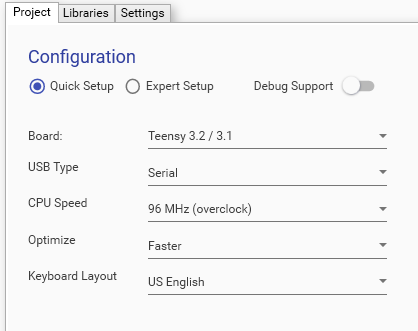 Project Libraries Settings
Configuration
Quick Setup Expert Setup Debug Support
Board: Teensy 3.2 / 3.1
USB Type Serial
CPU Speed 96 MHz (overclock)
Optimize Faster
Keyboard Layout US English